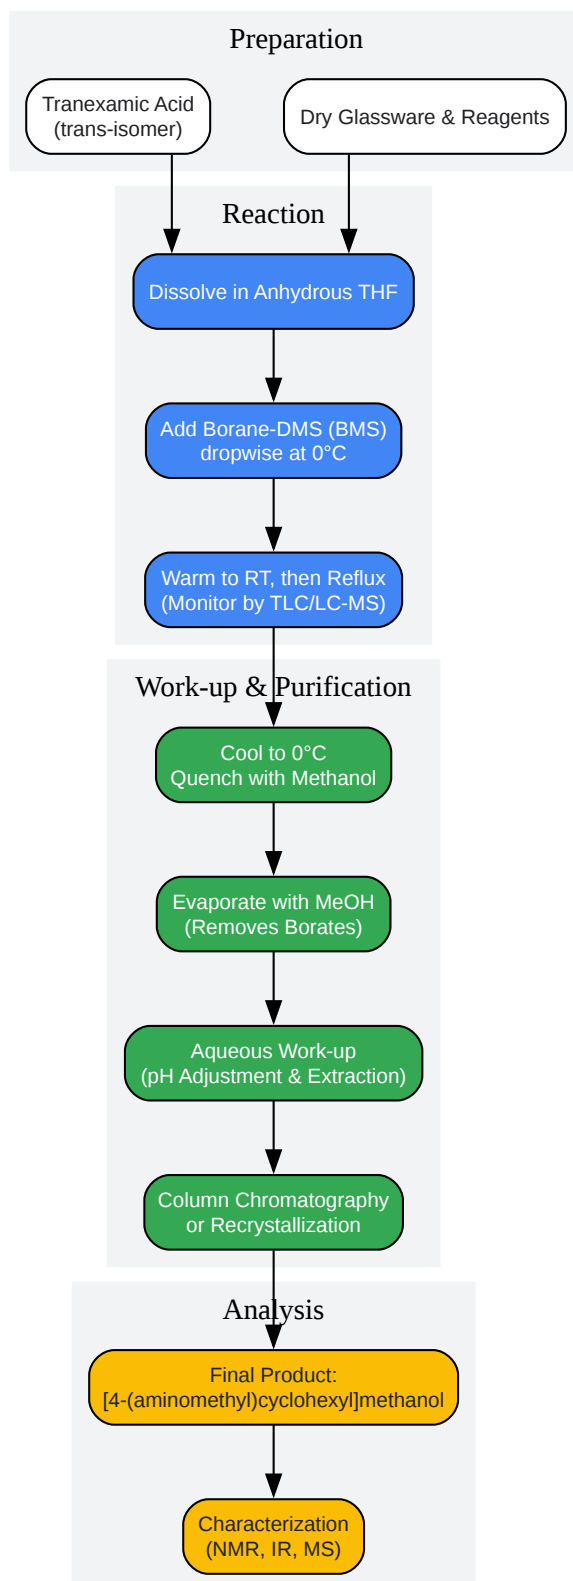 Preparation
Tranexamic Acid
(trans-isomer)
Dry Glassware & Reagents
Reaction
Dissolve in Anhydrous THF
Add Borane-DMS (BMS)
dropwise at 0°C
Warm to RT, then Reflux
(Monitor by TLC/LC-MS)
Work-up & Purification
Cool to 0°C
Quench with Methanol
Evaporate with MeOH
(Removes Borates)
Aqueous Work-up
(pH Adjustment & Extraction)
Column Chromatography
or Recrystallization
Analysis
Final Product:
[4-(aminomethyl)cyclohexyl]methanol
Characterization
(NMR, IR, MS)